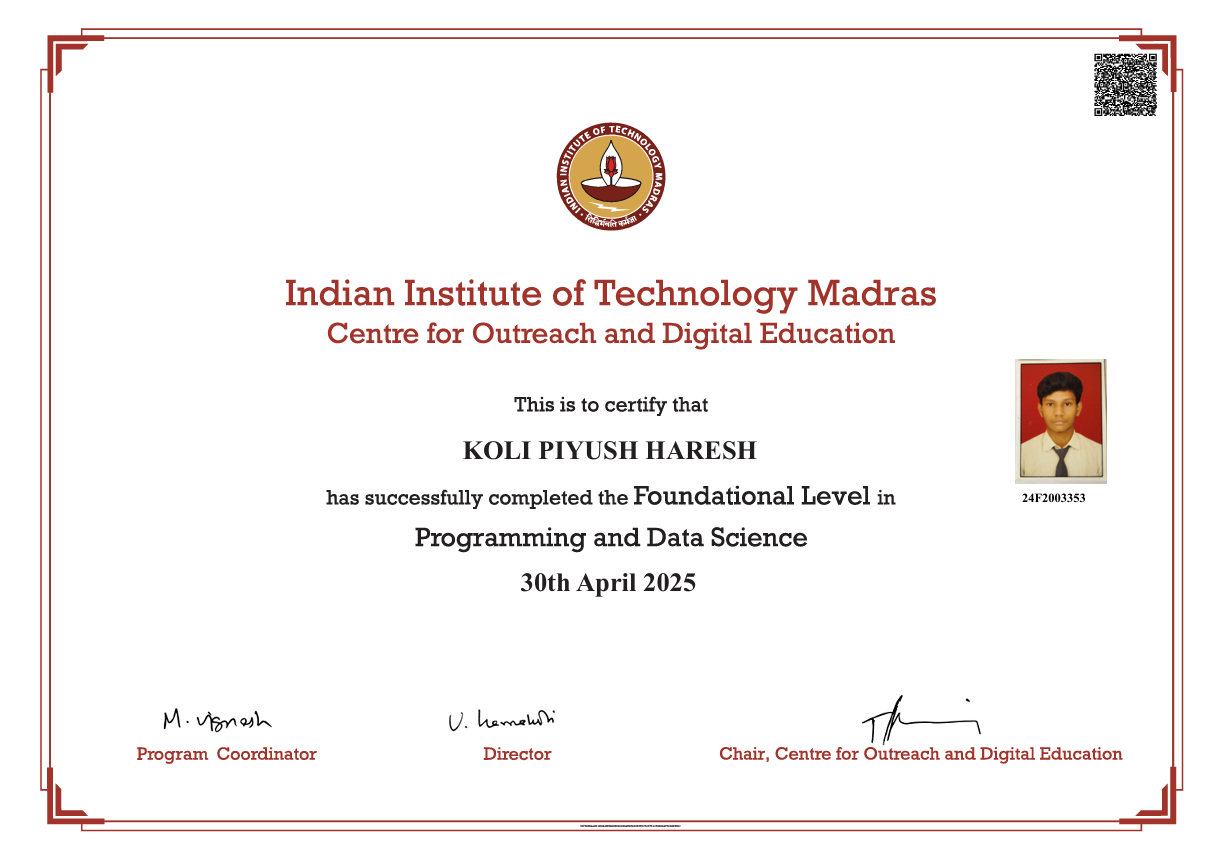 INDIAN INSTITUTE OF TECHNOLOGY MADRAS
सिद्धिर्भवति कर्मजा
Indian Institute of Technology Madras
Centre for Outreach and Digital Education
This is to certify that
KOLI PIYUSH HARESH
has successfully completed the Foundational Level in
24F2003353
Programming and Data Science
30th April 2025
M. Vignesh
V. Kamakoti
Program Coordinator
Director
Chair, Centre for Outreach and Digital Education